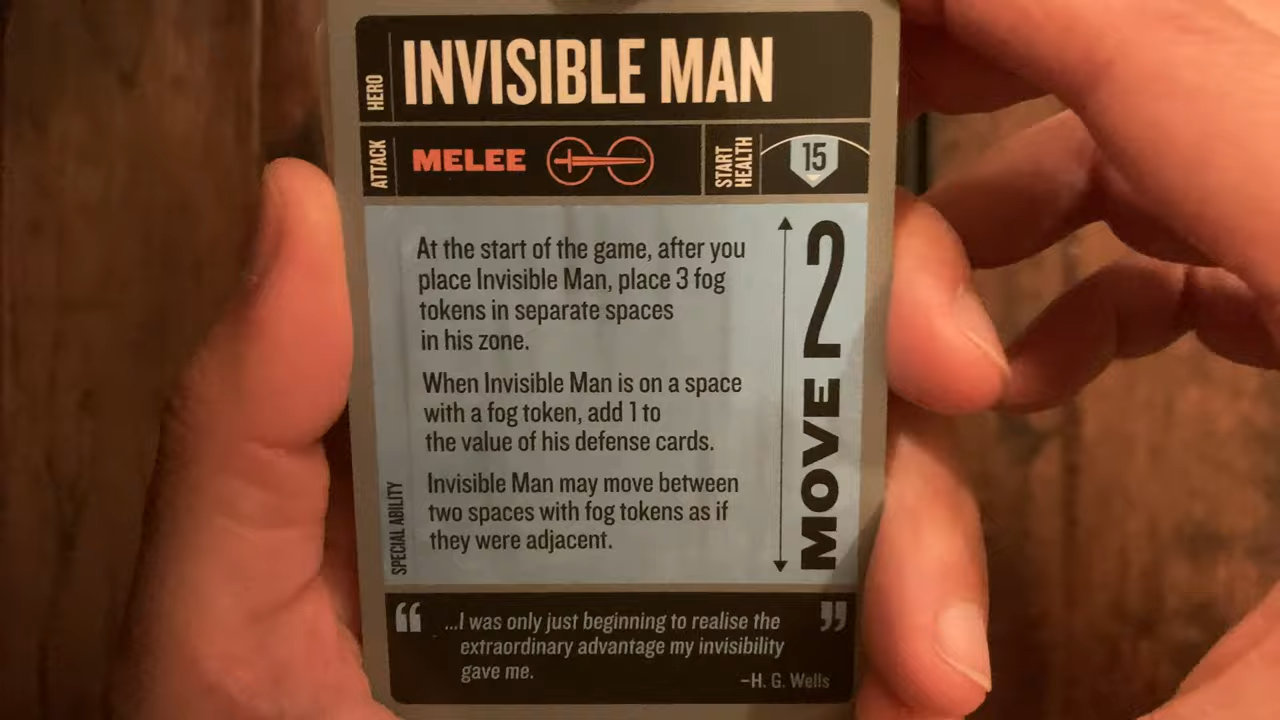 HERO
INVISIBLE MAN
ATTACK
MELEE
START
HEALTH
15
At the start of the game, after you
place Invisible Man, place 3 fog
tokens in separate spaces
in his zone.
When Invisible Man is on a space
with a fog token, add 1 to
the value of his defense cards.
Invisible Man may move between
two spaces with fog tokens as if
they were adjacent.
SPECIAL ABILITY
MOVE 2
“ ...I was only just beginning to realise the ”
extraordinary advantage my invisibility
gave me.
–H. G. Wells